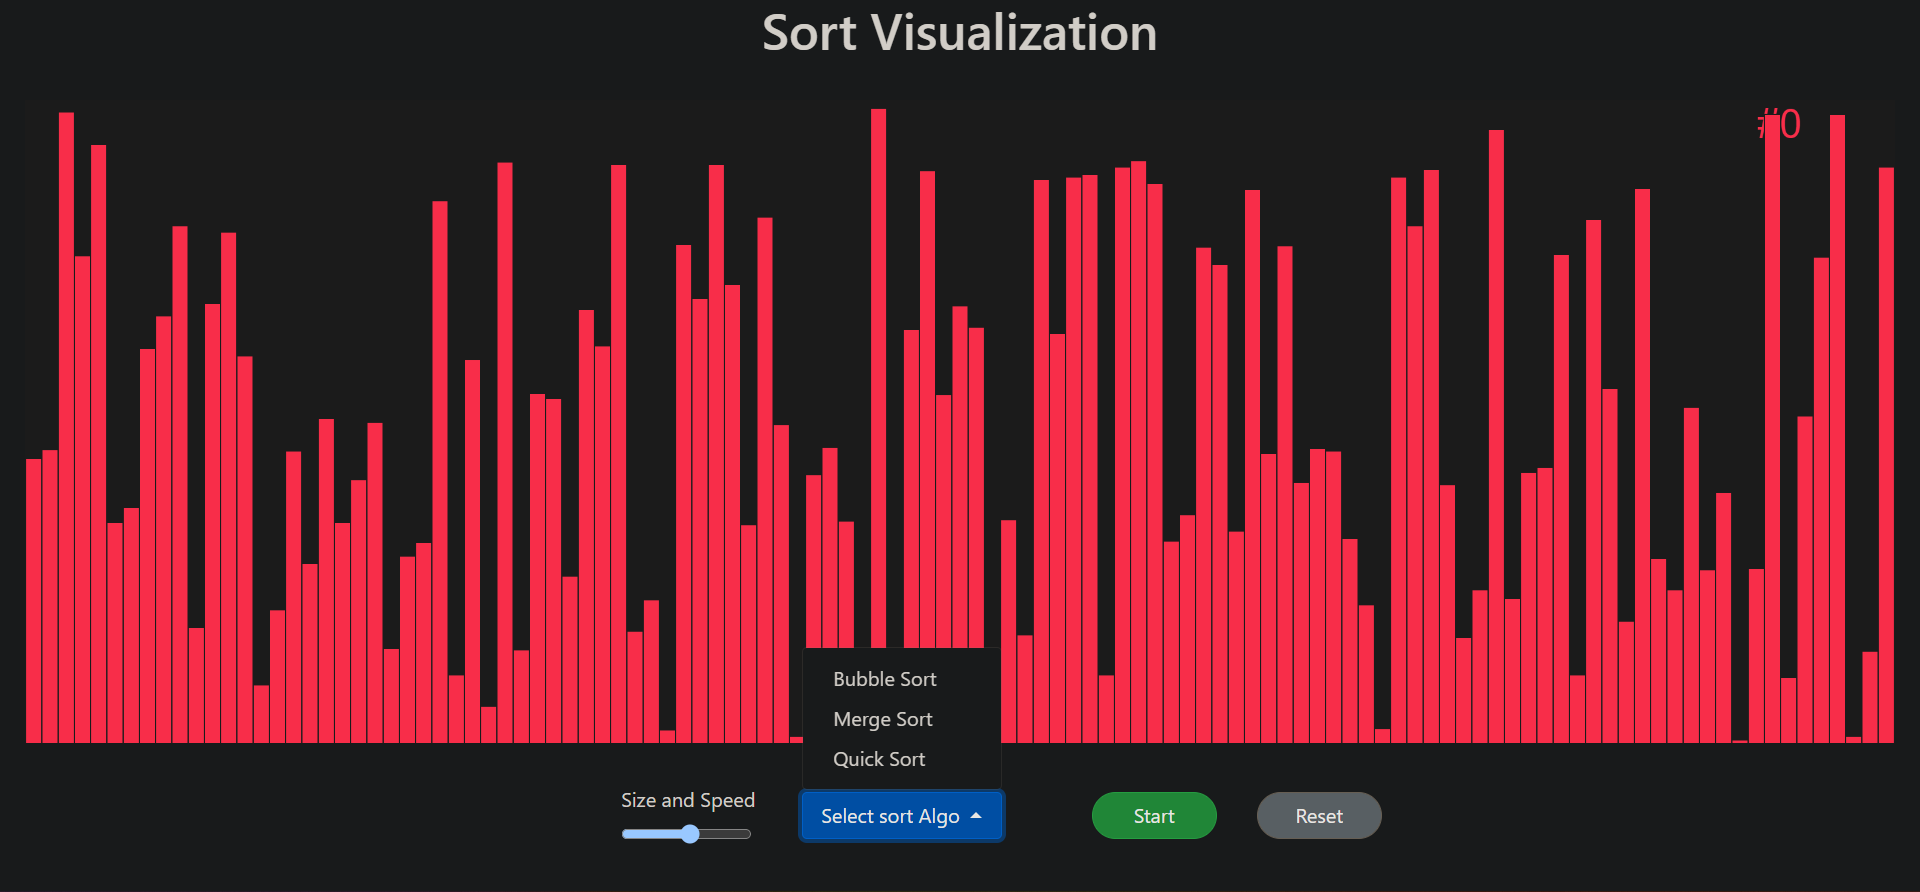 Sort Visualization
#0
Bubble Sort
Merge Sort
Quick Sort
Size and Speed
Select sort Algo
Start
Reset